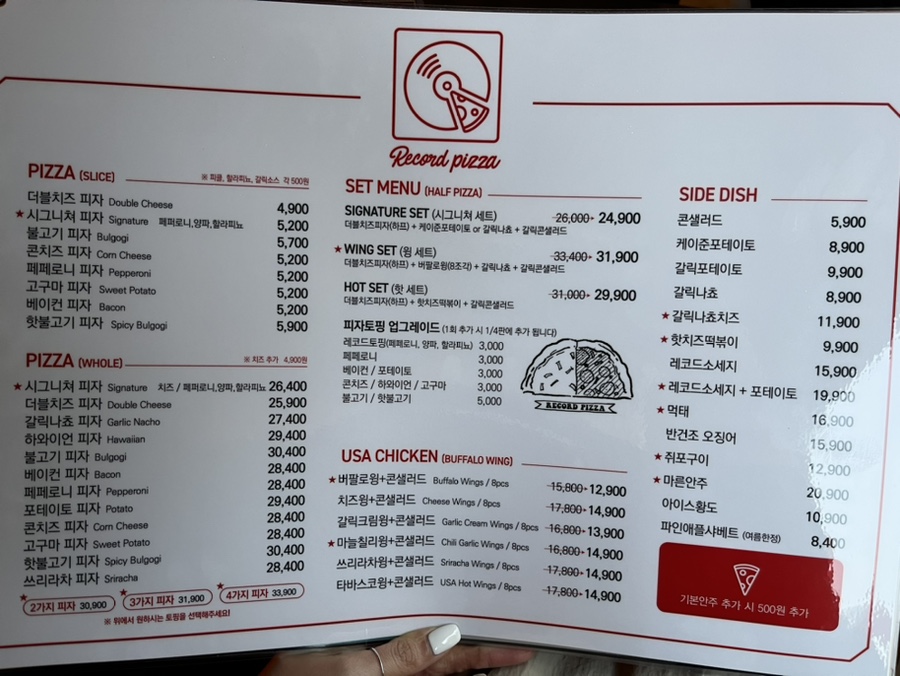 Record pizza
PIZZA (SLICE) ※ 피클, 할라피뇨, 갈릭소스 각 500원
더블치즈 피자 Double Cheese 4,900
★ 시그니쳐 피자 Signature 페퍼로니,양파,할라피뇨 5,200
불고기 피자 Bulgogi 5,700
콘치즈 피자 Corn Cheese 5,200
페페로니 피자 Pepperoni 5,200
고구마 피자 Sweet Potato 5,200
베이컨 피자 Bacon 5,200
핫불고기 피자 Spicy Bulgogi 5,900
PIZZA (WHOLE) ※ 치즈 추가 4,900원
★ 시그니쳐 피자 Signature 치즈 / 페퍼로니,양파,할라피뇨 26,400
더블치즈 피자 Double Cheese 25,900
갈릭나쵸 피자 Garlic Nacho 27,400
하와이언 피자 Hawaiian 29,400
불고기 피자 Bulgogi 30,400
베이컨 피자 Bacon 28,400
페페로니 피자 Pepperoni 28,400
포테이토 피자 Potato 29,400
콘치즈 피자 Corn Cheese 28,400
고구마 피자 Sweet Potato 28,400
핫불고기 피자 Spicy Bulgogi 30,400
쓰리라차 피자 Sriracha 28,400
★ 2가지 피자 30,900 ★ 3가지 피자 31,900 ★ 4가지 피자 33,900
※ 위에서 원하시는 토핑을 선택해주세요!
SET MENU (HALF PIZZA)
SIGNATURE SET (시그니쳐 세트) 26,000 24,900
더블치즈피자(하프) + 케이준포테이토 or 갈릭나쵸 + 갈릭콘샐러드
★ WING SET (윙 세트) 33,400 31,900
더블치즈피자(하프) + 버팔로윙(8조각) + 갈릭나쵸 + 갈릭콘샐러드
HOT SET (핫 세트) 31,000 29,900
더블치즈피자(하프) + 핫치즈떡볶이 + 갈릭콘샐러드
피자토핑 업그레이드 (1회 추가 시 1/4판에 추가 됩니다)
레코드토핑(페페로니, 양파, 할라피뇨) 3,000
페페로니 3,000
베이컨 / 포테이토 3,000
콘치즈 / 하와이언 / 고구마 3,000
불고기 / 핫불고기 5,000
RECORD PIZZA
USA CHICKEN (BUFFALO WING)
★ 버팔로윙+콘샐러드 Buffalo Wings / 8pcs 15,800 12,900
치즈윙+콘샐러드 Cheese Wings / 8pcs 17,800 14,900
갈릭크림윙+콘샐러드 Garlic Cream Wings / 8pcs 16,800 13,900
★ 마늘칠리윙+콘샐러드 Chili Garlic Wings / 8pcs 16,800 14,900
쓰리라차윙+콘샐러드 Sriracha Wings / 8pcs 17,800 14,900
타바스코윙+콘샐러드 USA Hot Wings / 8pcs 17,800 14,900
SIDE DISH
콘샐러드 5,900
케이준포테이토 8,900
갈릭포테이토 9,900
갈릭나쵸 8,900
★ 갈릭나쵸치즈 11,900
★ 핫치즈떡볶이 9,900
레코드소세지 15,900
★ 레코드소세지 + 포테이토 19,900
★ 먹태 16,900
반건조 오징어 15,900
★ 쥐포구이 12,900
★ 마른안주 20,900
아이스황도 10,900
파인애플샤베트 (여름한정) 8,400
기본안주 추가 시 500원 추가